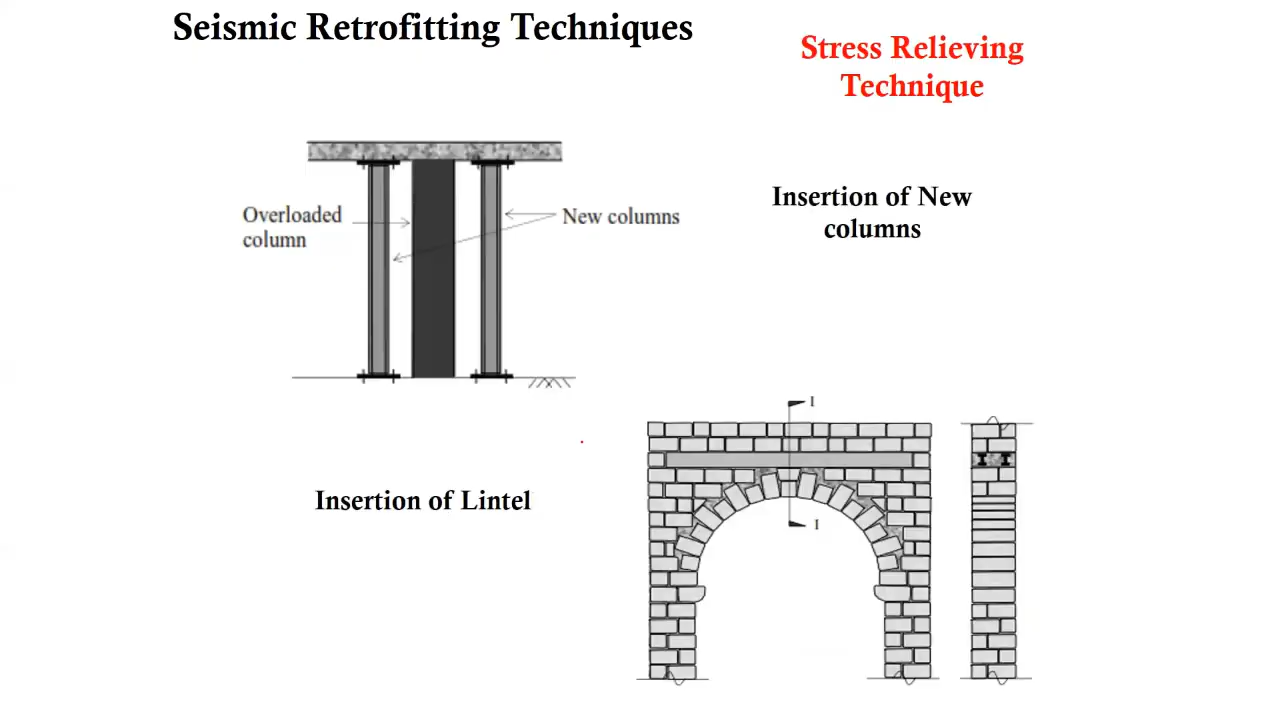 Seismic Retrofitting Techniques
Stress Relieving
Technique
Insertion of New
columns
Overloaded
column
New columns
I
I
Insertion of Lintel